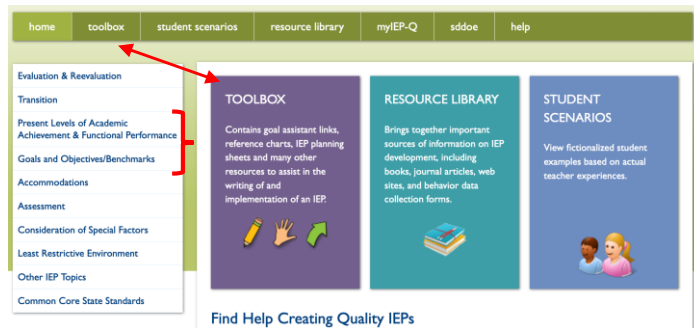 home toolbox student scenarios resource library myIEP-Q sddoe help
Evaluation & Reevaluation
Transition
Present Levels of Academic
Achievement & Functional Performance
Goals and Objectives/Benchmarks
Accommodations
Assessment
Consideration of Special Factors
Least Restrictive Environment
Other IEP Topics
Common Core State Standards
TOOLBOX
Contains goal assistant links,
reference charts, IEP planning
sheets and many other
resources to assist in the
writing of and
implementation of an IEP.
RESOURCE LIBRARY
Brings together important
sources of information on IEP
development, including
books, journal articles, web
sites, and behavior data
collection forms.
STUDENT
SCENARIOS
View fictionalized student
examples based on actual
teacher experiences.
Find Help Creating Quality IEPs